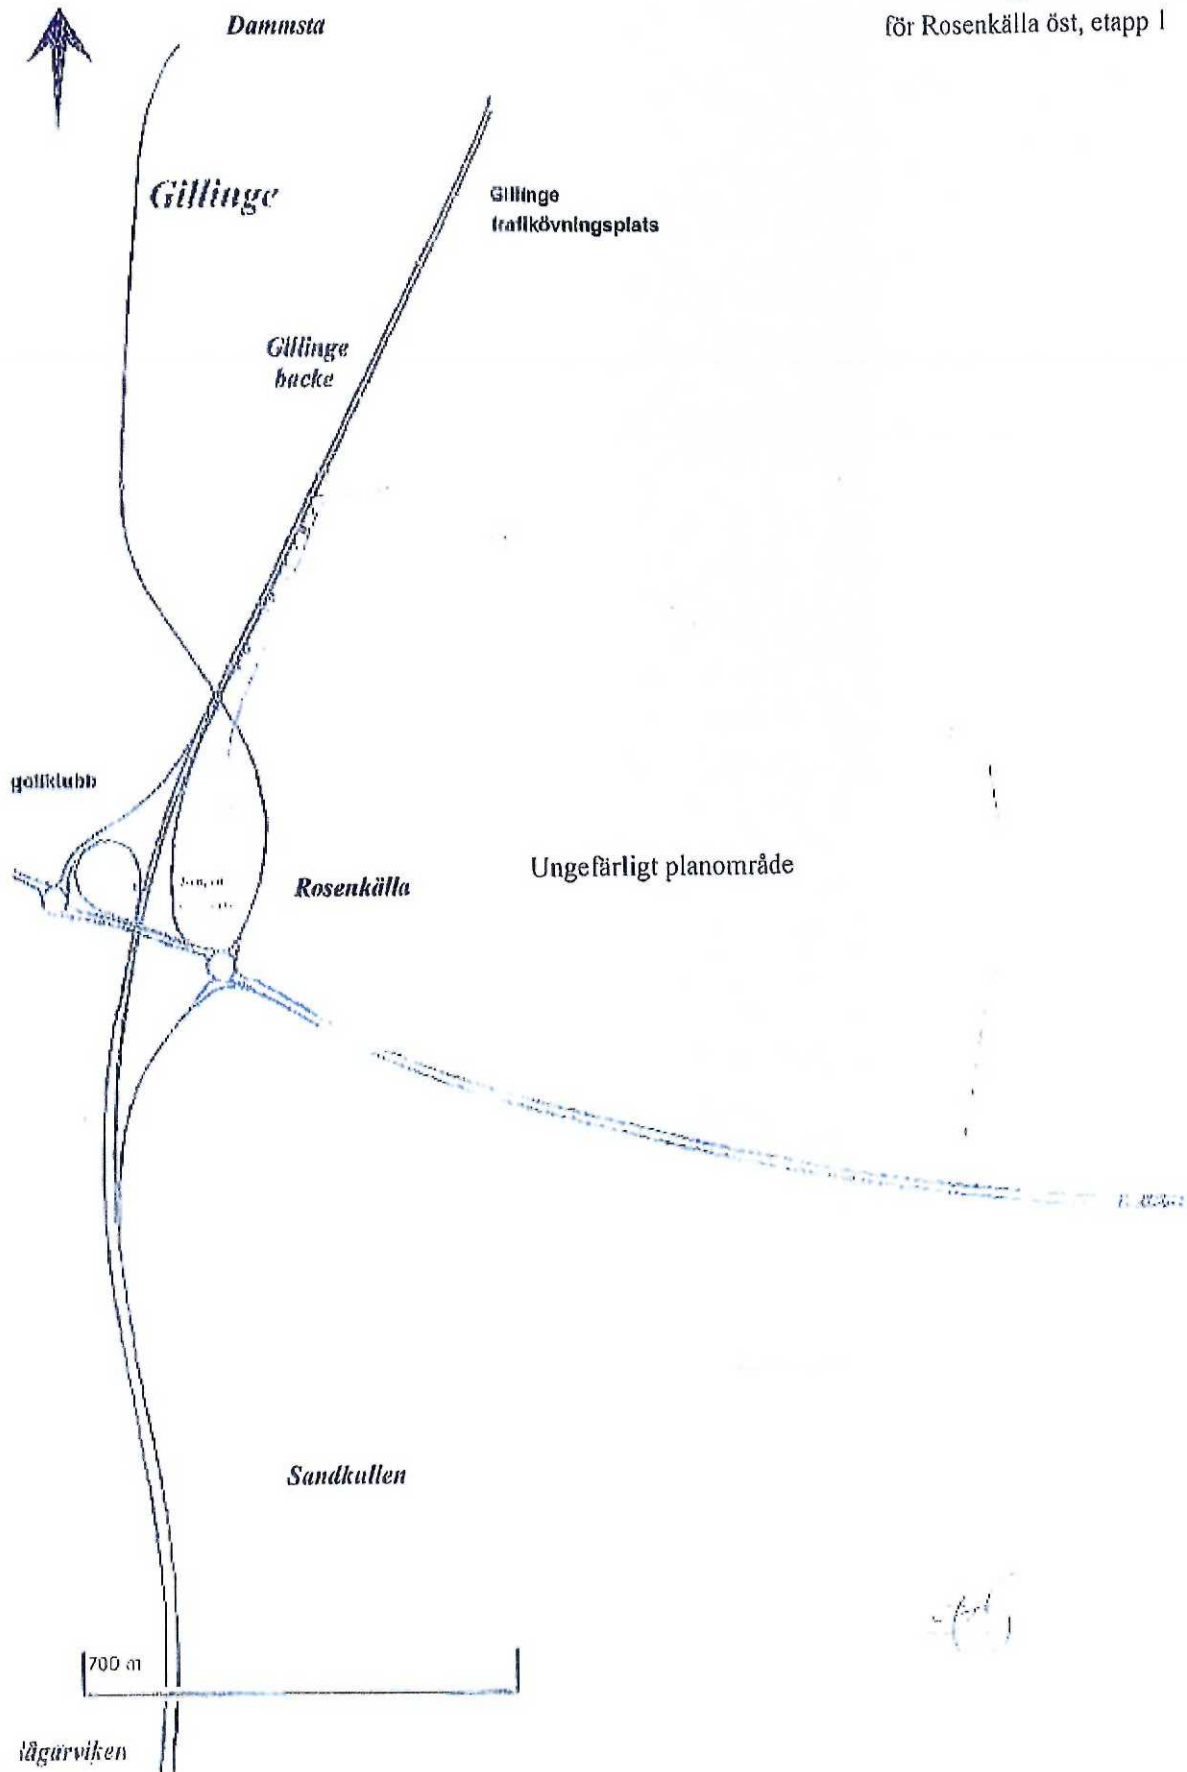 Dammsta
för Rosenkälla öst, etapp 1
Gillinge
Gillinge
trafikövningsplats
Gillinge
backe
golfklubb
Ungefärligt planområde
Rosenkälla
Sandkullen
700 m